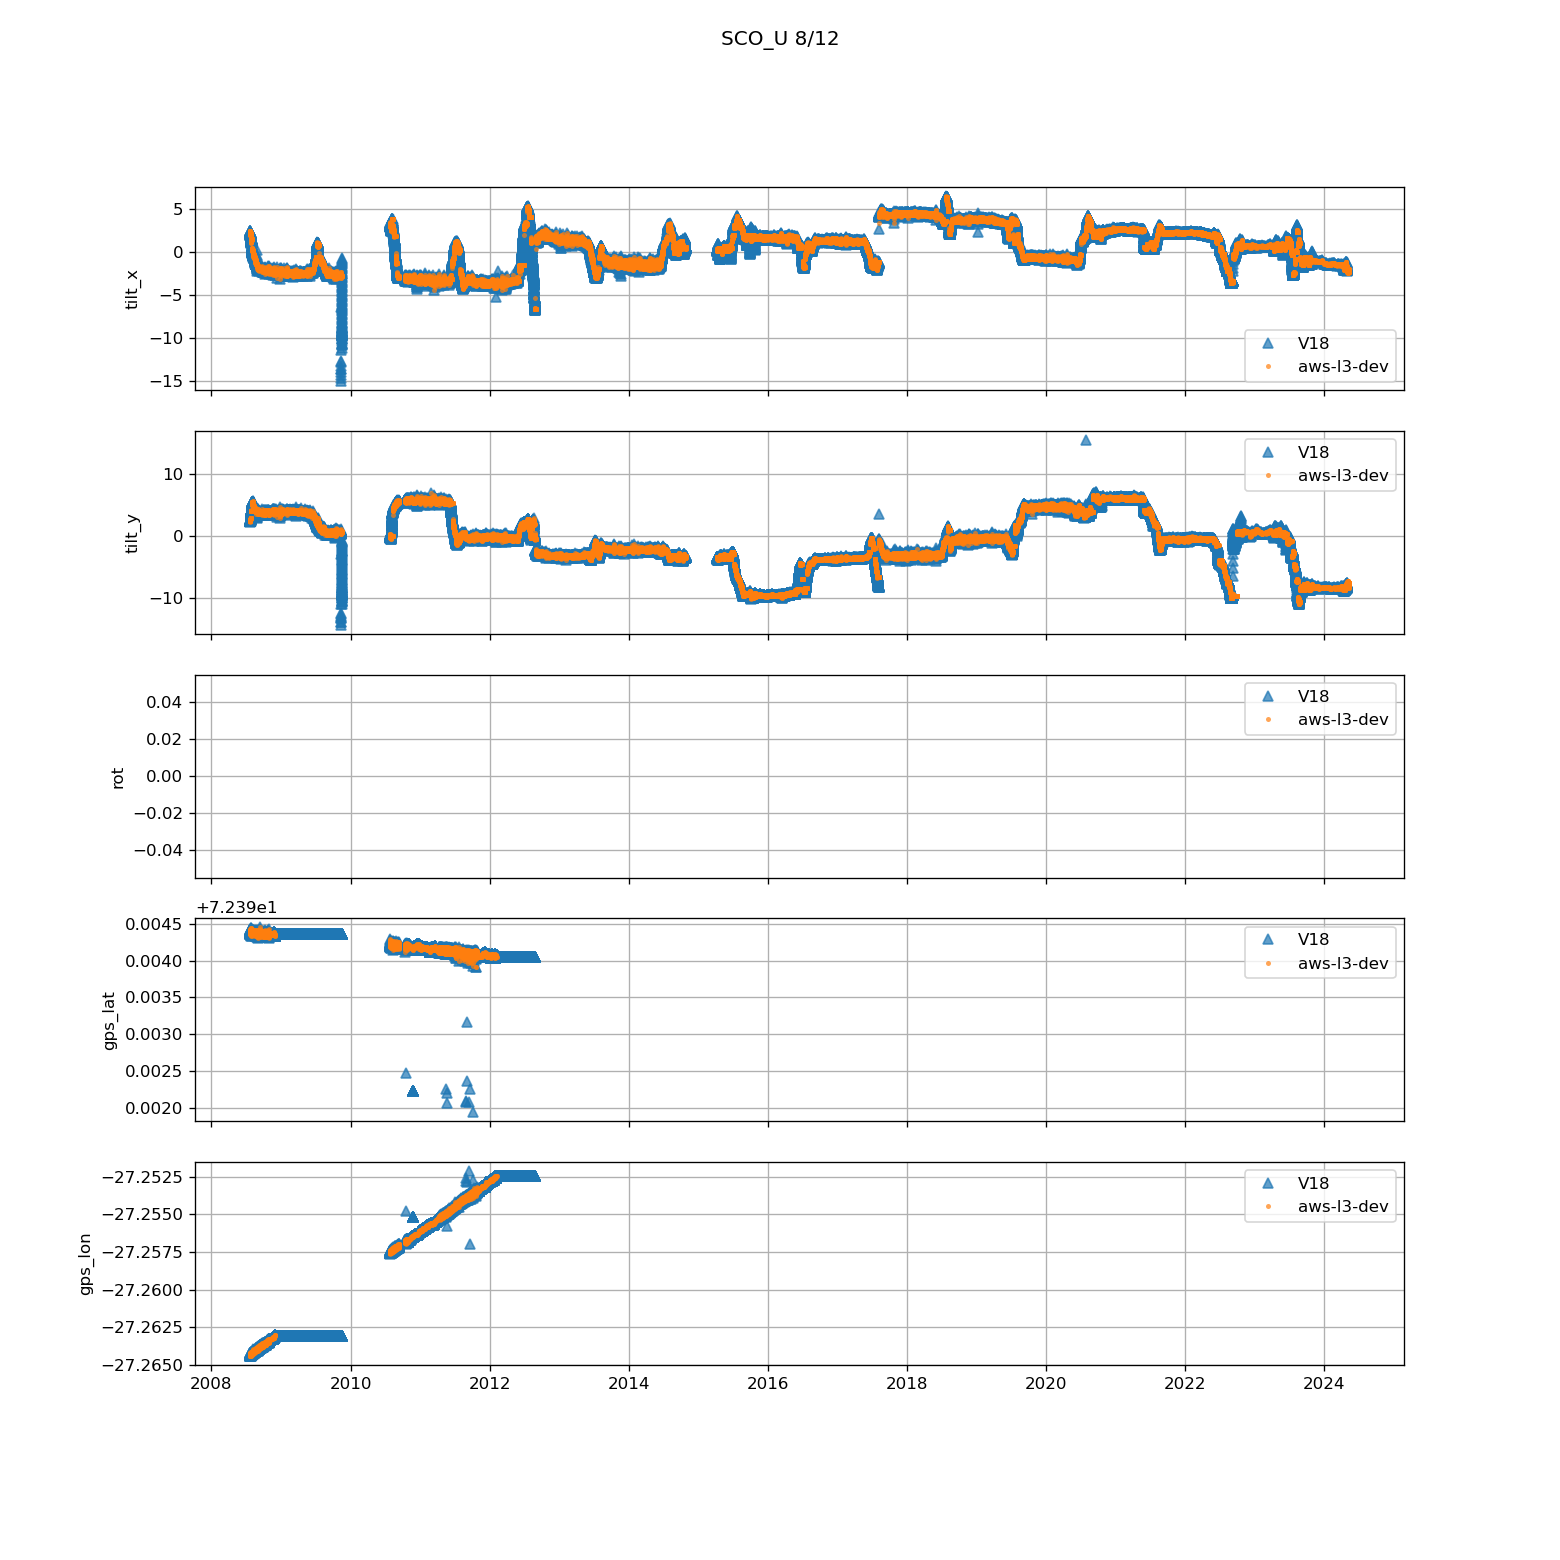 SCO_U 8/12
5
0
−5
−10
−15
tilt_x
V18
aws-l3-dev
10
0
−10
tilt_y
V18
aws-l3-dev
0.04
0.02
0.00
−0.02
−0.04
rot
V18
aws-l3-dev
+7.239e1
0.0045
0.0040
0.0035
0.0030
0.0025
0.0020
gps_lat
V18
aws-l3-dev
−27.2525
−27.2550
−27.2575
−27.2600
−27.2625
−27.2650
gps_lon
V18
aws-l3-dev
2008 2010 2012 2014 2016 2018 2020 2022 2024